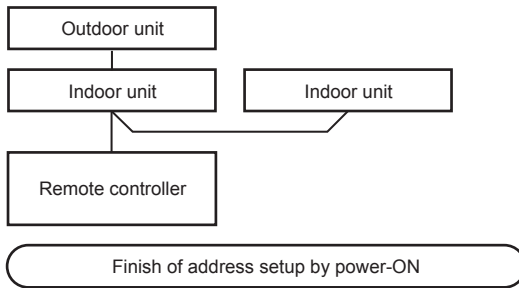 Outdoor unit
Indoor unit
Indoor unit
Remote controller
Finish of address setup by power-ON